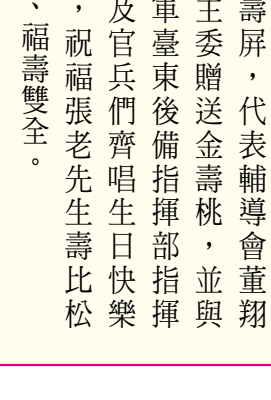 壽屏，代表輔導會董翔
主委贈送金壽桃，並與
軍臺東後備指揮部指揮
及官兵們齊唱生日快樂
，祝福張老先生壽比松
、福壽雙全。